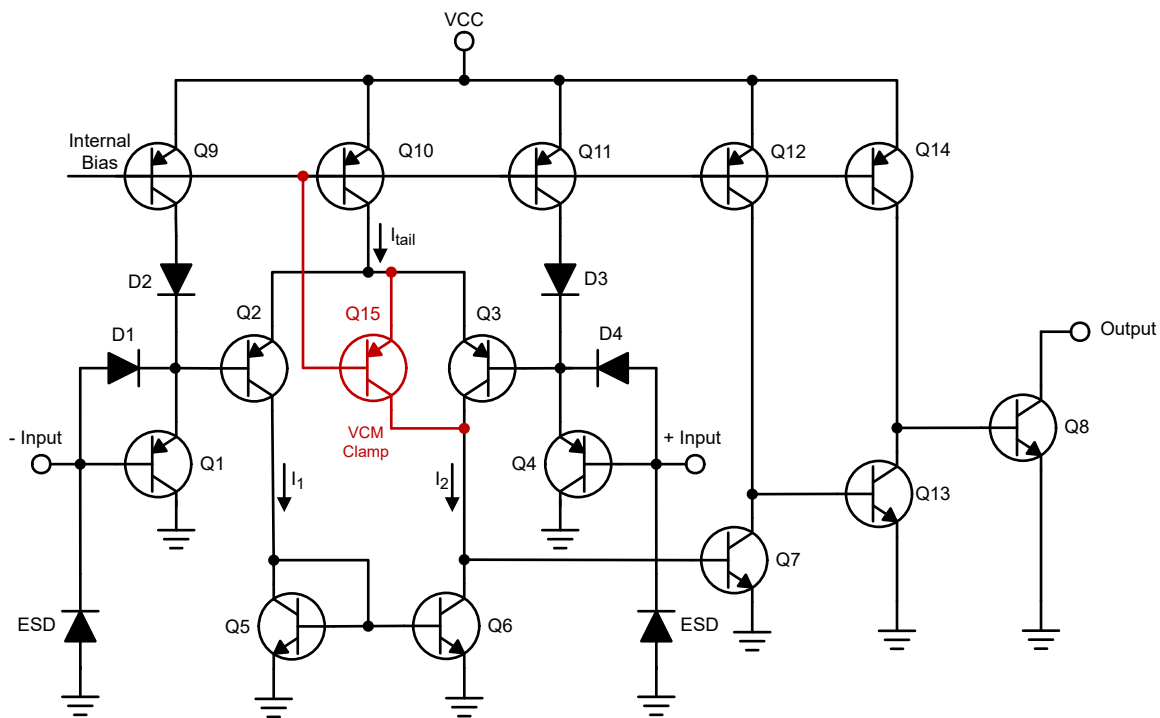 VCC
Internal
Bias
Q9
Q10
Q11
Q12
Q14
Itail
D2
D3
Q2
Q15
Q3
D1
D4
Output
VCM
Clamp
- Input
Q1
I1
I2
Q4
+ Input
Q8
Q13
Q7
ESD
Q5
Q6
ESD